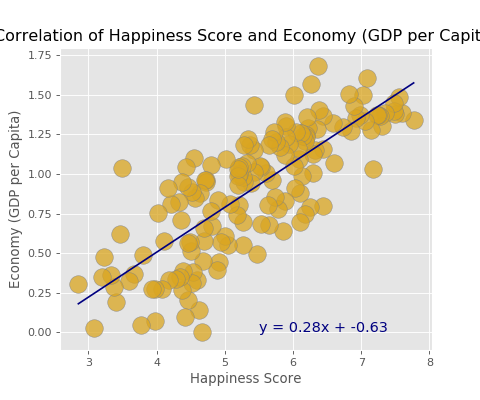 Correlation of Happiness Score and Economy (GDP per Capit
1.75
1.50
1.25
1.00
0.75
0.50
0.25
0.00
Economy (GDP per Capita)
y = 0.28x + -0.63
3 4 5 6 7 8
Happiness Score